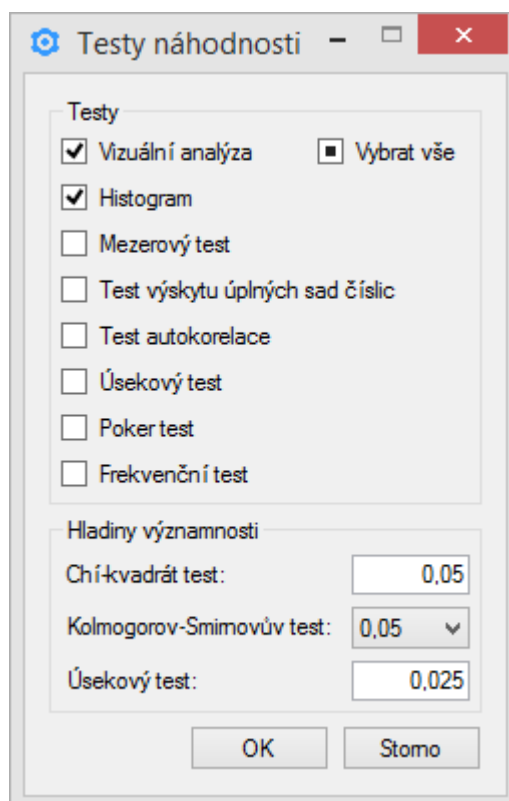 Testy náhodnosti
Testy
Vizuální analýza Vybrat vše
Histogram
Mezerový test
Test výskytu úplných sad číslic
Test autokorelace
Úsekový test
Poker test
Frekvenční test
Hladiny významnosti
Chí-kvadrát test: 0,05
Kolmogorov-Smirnovův test: 0,05
Úsekový test: 0,025
OK Storno